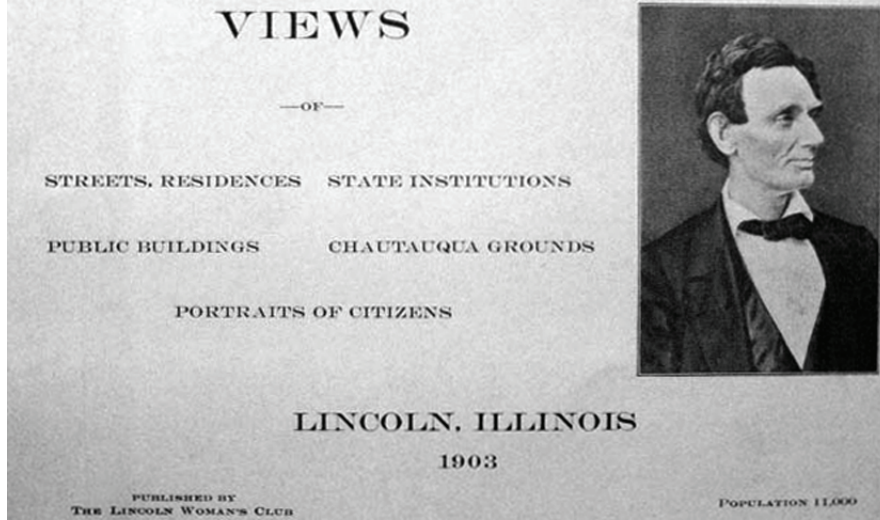 VIEWS
—OF—
STREETS, RESIDENCES STATE INSTITUTIONS
PUBLIC BUILDINGS CHAUTAUQUA GROUNDS
PORTRAITS OF CITIZENS
LINCOLN, ILLINOIS
1903
PUBLISHED BY
THE LINCOLN WOMAN'S CLUB
POPULATION 11,000